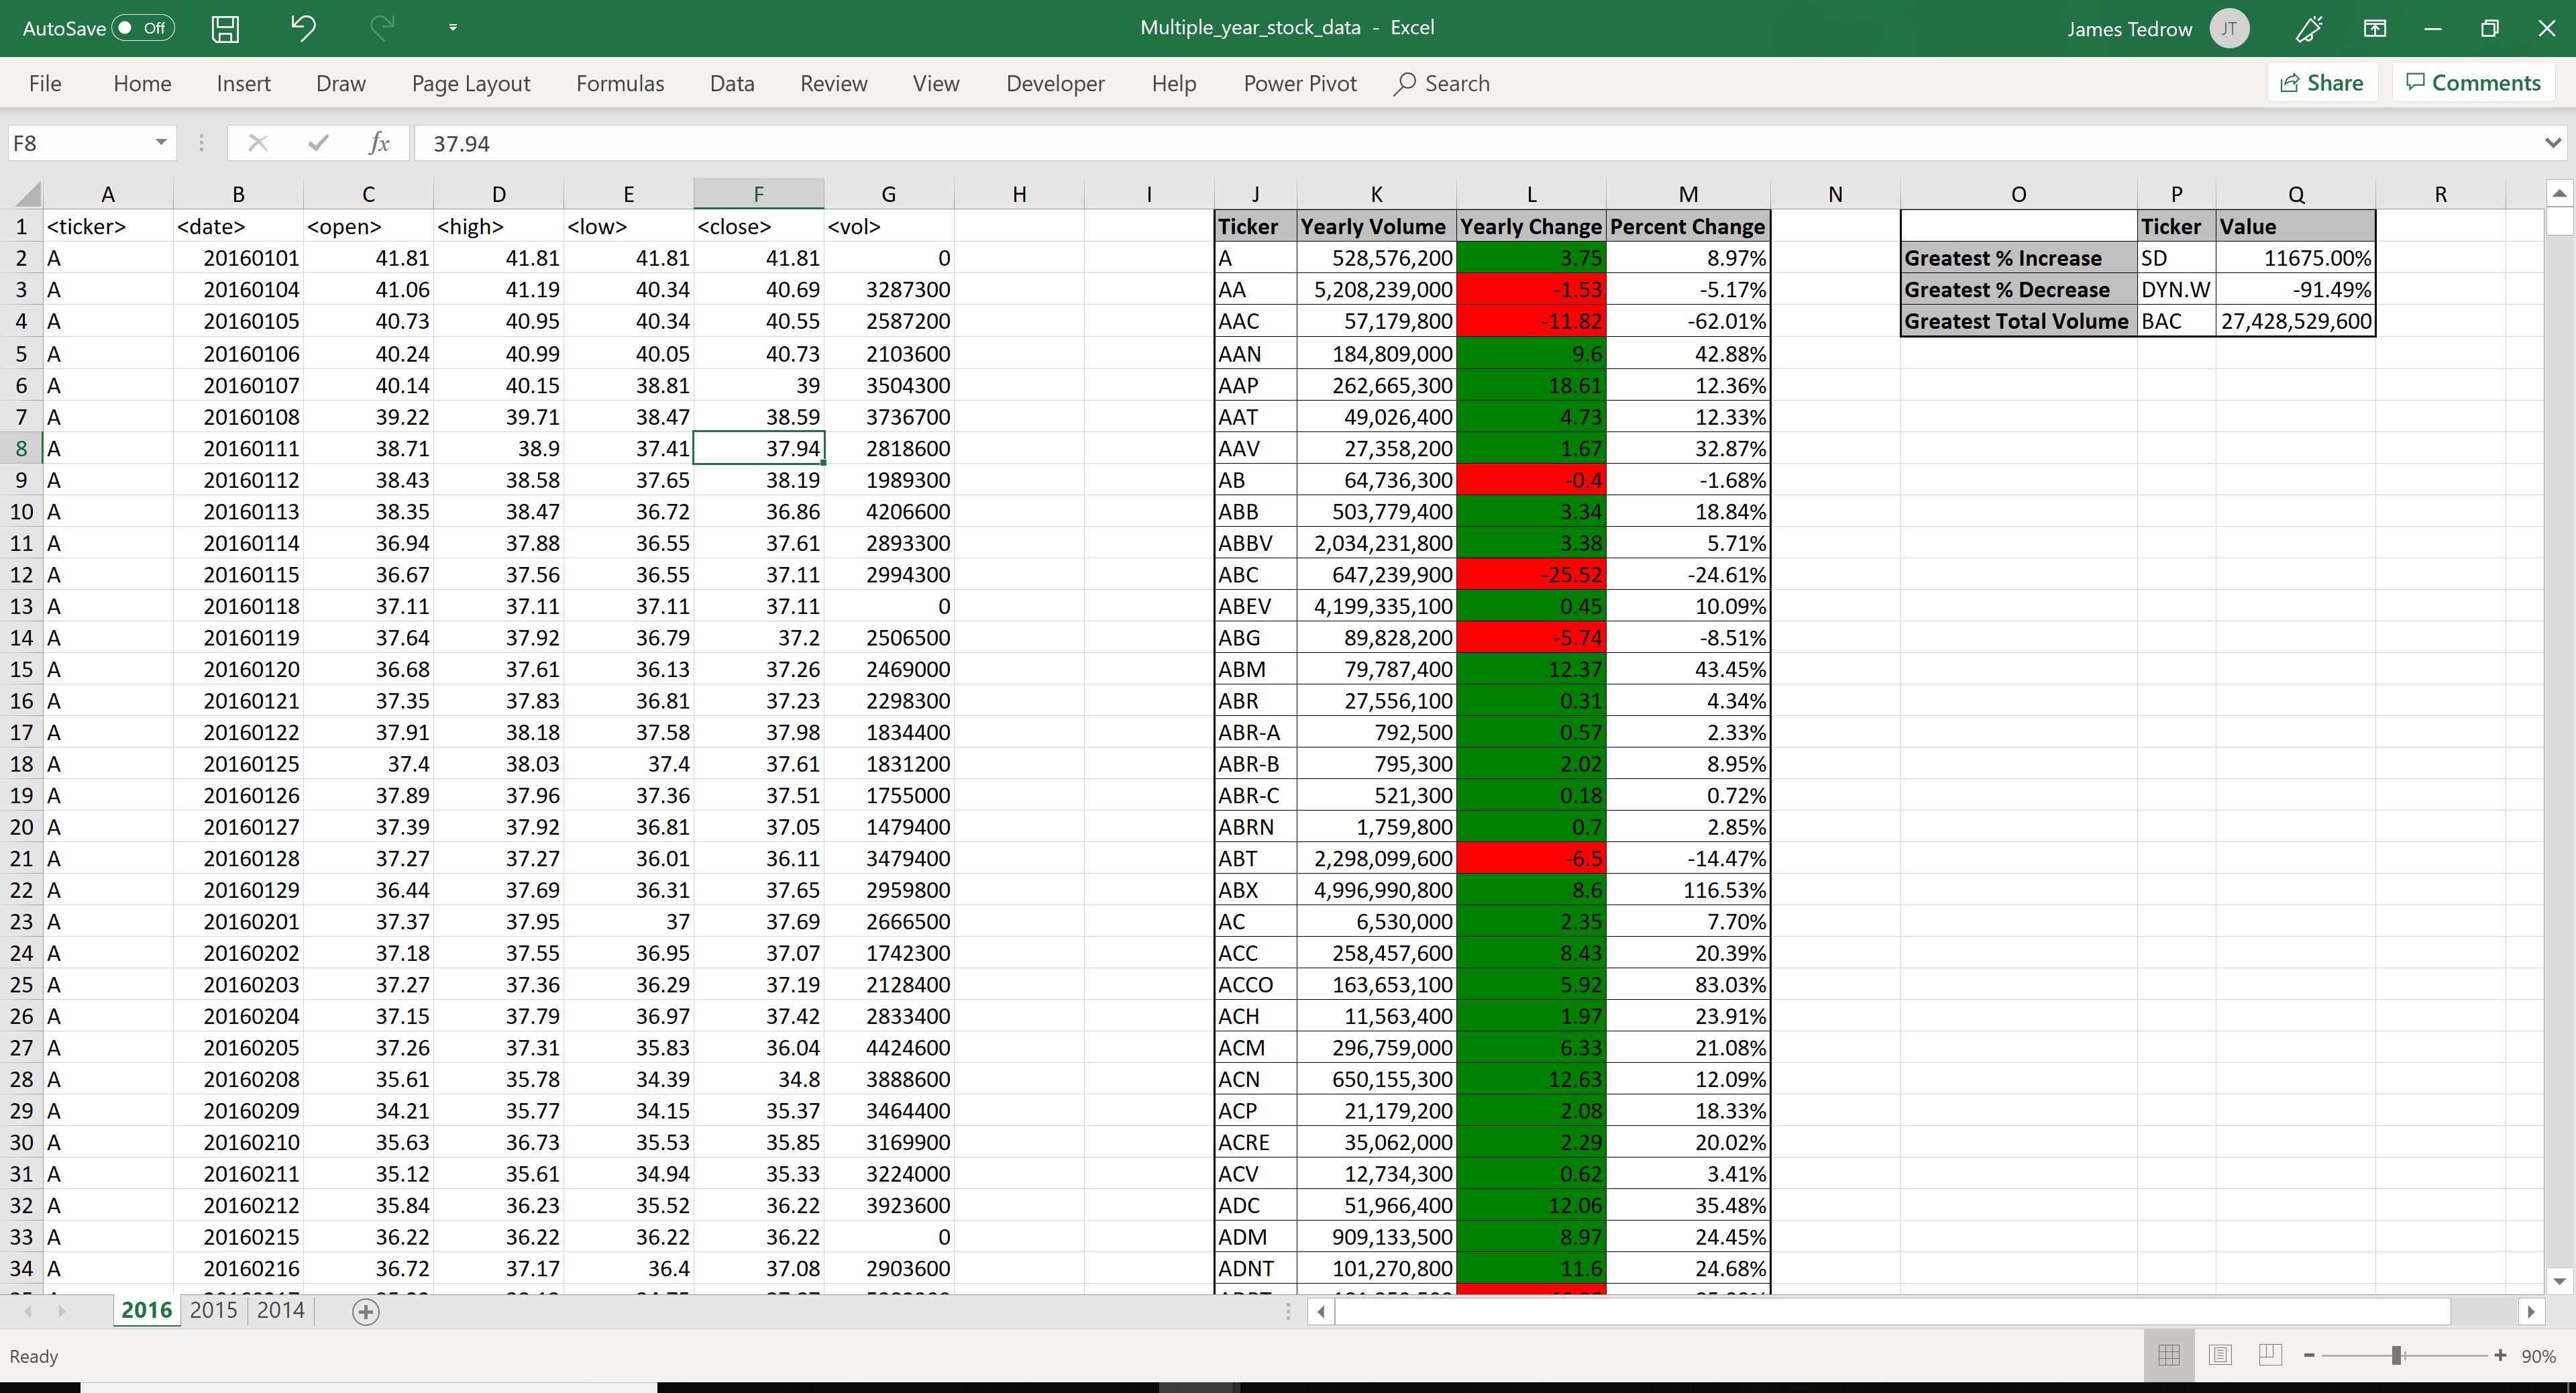 AutoSave Off Multiple_year_stock_data - Excel James Tedrow JT
File Home Insert Draw Page Layout Formulas Data Review View Developer Help Power Pivot Search Share Comments
F8 fx 37.94
A B C D E F G H I J K L M N O P Q R
1 <ticker> <date> <open> <high> <low> <close> <vol> Ticker Yearly Volume Yearly Change Percent Change Ticker Value
2 A 20160101 41.81 41.81 41.81 41.81 0 A 528,576,200 3.75 8.97% Greatest % Increase SD 11675.00%
3 A 20160104 41.06 41.19 40.34 40.69 3287300 AA 5,208,239,000 -1.53 -5.17% Greatest % Decrease DYN.W -91.49%
4 A 20160105 40.73 40.95 40.34 40.55 2587200 AAC 57,179,800 -11.82 -62.01% Greatest Total Volume BAC 27,428,529,600
5 A 20160106 40.24 40.99 40.05 40.73 2103600 AAN 184,809,000 9.6 42.88%
6 A 20160107 40.14 40.15 38.81 39 3504300 AAP 262,665,300 18.61 12.36%
7 A 20160108 39.22 39.71 38.47 38.59 3736700 AAT 49,026,400 4.73 12.33%
8 A 20160111 38.71 38.9 37.41 37.94 2818600 AAV 27,358,200 1.67 32.87%
9 A 20160112 38.43 38.58 37.65 38.19 1989300 AB 64,736,300 -0.4 -1.68%
10 A 20160113 38.35 38.47 36.72 36.86 4206600 ABB 503,779,400 3.34 18.84%
11 A 20160114 36.94 37.88 36.55 37.61 2893300 ABBV 2,034,231,800 3.38 5.71%
12 A 20160115 36.67 37.56 36.55 37.11 2994300 ABC 647,239,900 -25.52 -24.61%
13 A 20160118 37.11 37.11 37.11 37.11 0 ABEV 4,199,335,100 0.45 10.09%
14 A 20160119 37.64 37.92 36.79 37.2 2506500 ABG 89,828,200 -5.74 -8.51%
15 A 20160120 36.68 37.61 36.13 37.26 2469000 ABM 79,787,400 12.37 43.45%
16 A 20160121 37.35 37.83 36.81 37.23 2298300 ABR 27,556,100 0.31 4.34%
17 A 20160122 37.91 38.18 37.58 37.98 1834400 ABR-A 792,500 0.57 2.33%
18 A 20160125 37.4 38.03 37.4 37.61 1831200 ABR-B 795,300 2.02 8.95%
19 A 20160126 37.89 37.96 37.36 37.51 1755000 ABR-C 521,300 0.18 0.72%
20 A 20160127 37.39 37.92 36.81 37.05 1479400 ABRN 1,759,800 0.7 2.85%
21 A 20160128 37.27 37.27 36.01 36.11 3479400 ABT 2,298,099,600 -6.5 -14.47%
22 A 20160129 36.44 37.69 36.31 37.65 2959800 ABX 4,996,990,800 8.6 116.53%
23 A 20160201 37.37 37.95 37 37.69 2666500 AC 6,530,000 2.35 7.70%
24 A 20160202 37.18 37.55 36.95 37.07 1742300 ACC 258,457,600 8.43 20.39%
25 A 20160203 37.27 37.36 36.29 37.19 2128400 ACCO 163,653,100 5.92 83.03%
26 A 20160204 37.15 37.79 36.97 37.42 2833400 ACH 11,563,400 1.97 23.91%
27 A 20160205 37.26 37.31 35.83 36.04 4424600 ACM 296,759,000 6.33 21.08%
28 A 20160208 35.61 35.78 34.39 34.8 3888600 ACN 650,155,300 12.63 12.09%
29 A 20160209 34.21 35.77 34.15 35.37 3464400 ACP 21,179,200 2.08 18.33%
30 A 20160210 35.63 36.73 35.53 35.85 3169900 ACRE 35,062,000 2.29 20.02%
31 A 20160211 35.12 35.61 34.94 35.33 3224000 ACV 12,734,300 0.62 3.41%
32 A 20160212 35.84 36.23 35.52 36.22 3923600 ADC 51,966,400 12.06 35.48%
33 A 20160215 36.22 36.22 36.22 36.22 0 ADM 909,133,500 8.97 24.45%
34 A 20160216 36.72 37.17 36.4 37.08 2903600 ADNT 101,270,800 11.6 24.68%
2016 2015 2014
Ready 90%